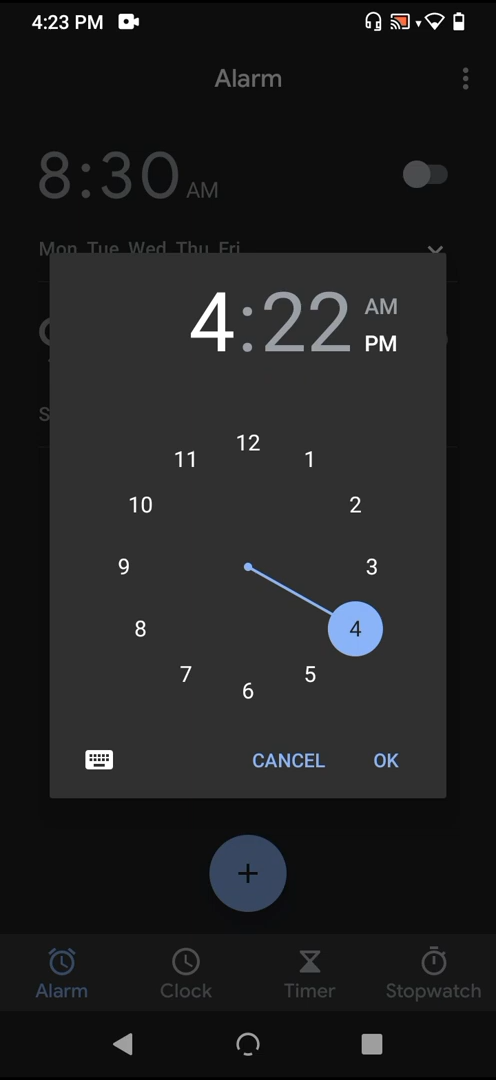 4:23 PM
Alarm
8:30 AM
Mon, Tue, Wed, Thu, Fri
4:22
AM
PM
12
11
1
10
2
9
3
8
4
7
5
6
CANCEL
OK
+
Alarm
Clock
Timer
Stopwatch